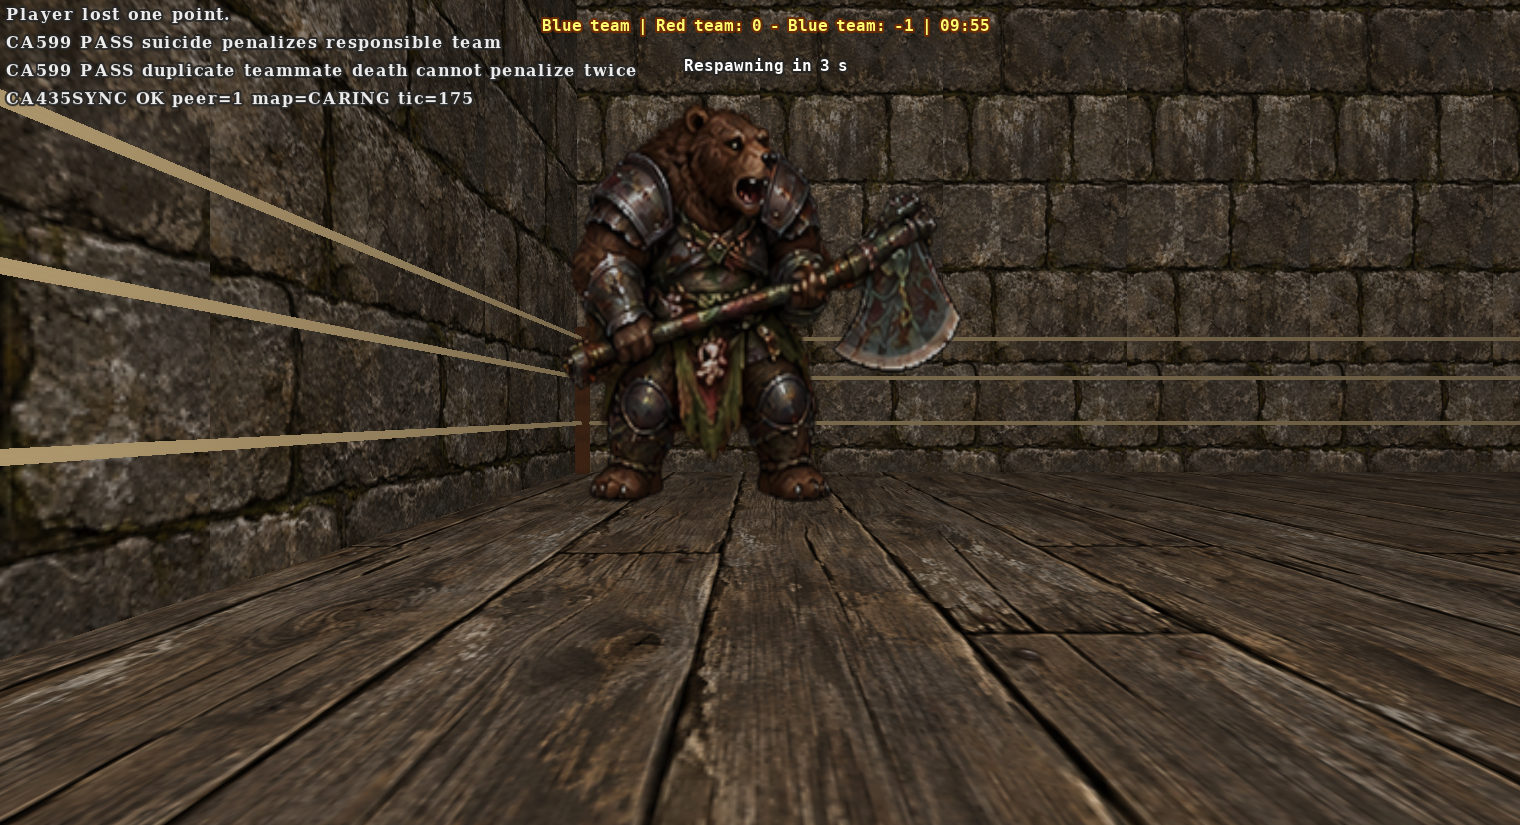 Player lost one point.
CA599 PASS suicide penalizes responsible team
CA599 PASS duplicate teammate death cannot penalize twice
CA435SYNC OK peer=1 map=CARING tic=175
Blue team | Red team: 0 - Blue team: -1 | 09:55
Respawning in 3 s